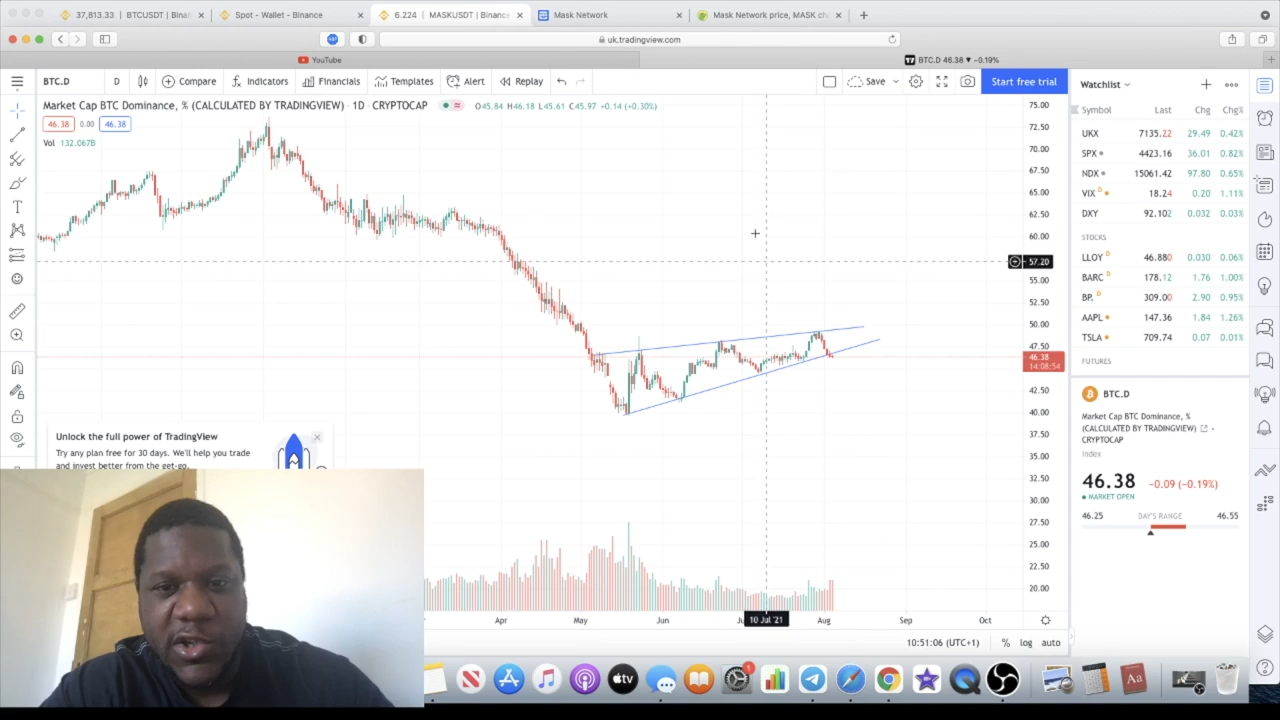 37,813.33 | BTCUSDT | Binan
Spot - Wallet - Binance
6.224 | MASKUSDT | Binance
Mask Network
Mask Network price, MASK ch
uk.tradingview.com
YouTube
BTC.D 46.38 ▼ −0.19%
BTC.D
D
Compare
Indicators
Financials
Templates
Alert
Replay
Save
Start free trial
Market Cap BTC Dominance, % (CALCULATED BY TRADINGVIEW) · 1D · CRYPTOCAP
O45.84 H46.18 L45.61 C45.97 +0.14 (+0.30%)
46.38 0.00 46.38
Vol 132.067B
75.00
72.50
70.00
67.50
65.00
62.50
60.00
57.20
55.00
52.50
50.00
47.50
46.38
14:08:54
42.50
40.00
37.50
35.00
32.50
30.00
27.50
25.00
22.50
20.00
Unlock the full power of TradingView
Try any plan free for 30 days. We'll help you trade
and invest better from the get-go.
Apr
May
Jun
10 Jul '21
Aug
Sep
Oct
10:51:06 (UTC+1)
%
log
auto
Watchlist
Symbol Last Chg Chg%
UKX 7135.22 29.49 0.42%
SPX 4423.16 36.01 0.82%
NDX 15061.42 97.80 0.65%
VIX D 18.24 0.20 1.11%
DXY 92.102 0.032 0.03%
STOCKS
LLOY D 46.880 0.030 0.06%
BARC D 178.12 1.76 1.00%
BP. D 309.00 2.90 0.95%
AAPL 147.36 1.84 1.26%
TSLA 709.74 0.07 0.01%
FUTURES
BTC.D
Market Cap BTC Dominance, %
(CALCULATED BY TRADINGVIEW) -
CRYPTOCAP
Index
46.38 −0.09 (−0.19%)
MARKET OPEN
46.25 DAY'S RANGE 46.55
tv
Aa
1